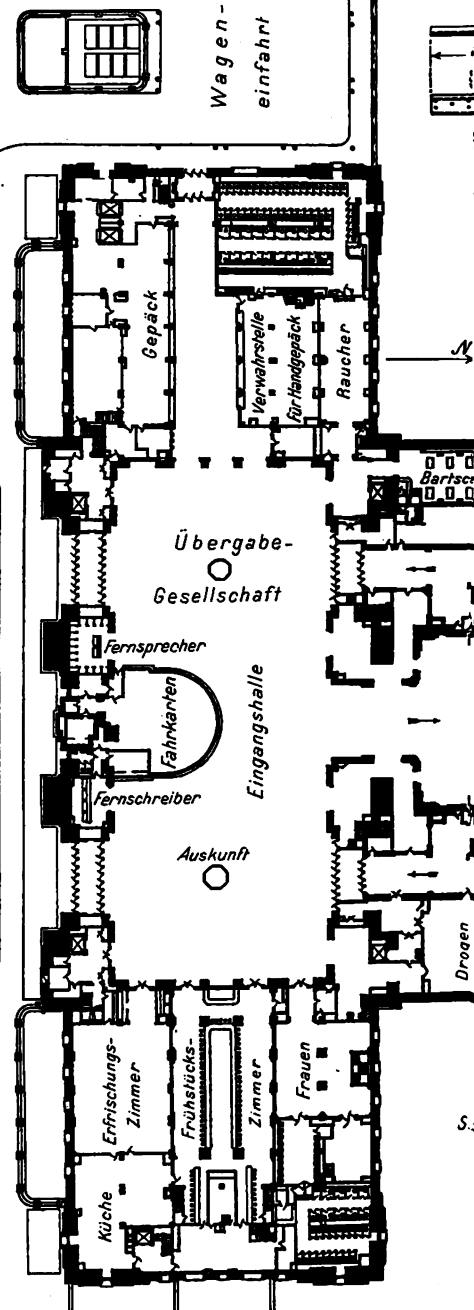 Wagen-
einfahrt
Gepäck
Verwahrstelle
für Handgepäck
Raucher
N
Übergabe-
Gesellschaft
Fernsprecher
Fahrkarten
Eingangshalle
Fernschreiber
Auskunft
Drogen
Erfrischungs-
Zimmer
Frühstücks-
Zimmer
Frauen
Küche